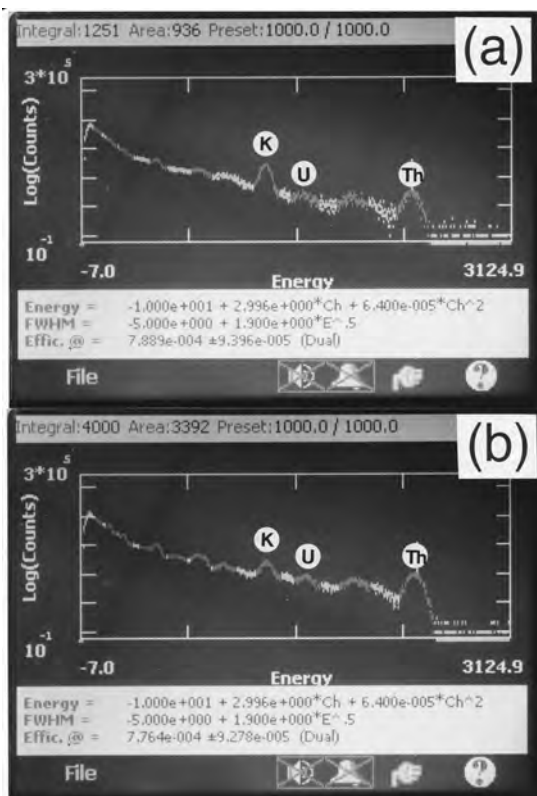 Integral:1251 Area:936 Preset:1000.0 / 1000.0
(a)
3*10^5
Log(Counts)
K
U
Th
10^-1
-7.0
Energy
3124.9
Energy = -1.000e+001 + 2.996e+000*Ch + 6.400e-005*Ch^2
FWHM = -5.000e+000 + 1.900e+000*E^.5
Effic. @ = 7.889e-004 ±9.396e-005 (Dual)
File
?
Integral:4000 Area:3392 Preset:1000.0 / 1000.0
(b)
3*10^5
Log(Counts)
K
U
Th
10^-1
-7.0
Energy
3124.9
Energy = -1.000e+001 + 2.996e+000*Ch + 6.400e-005*Ch^2
FWHM = -5.000e+000 + 1.900e+000*E^.5
Effic. @ = 7.764e-004 ±9.278e-005 (Dual)
File
?